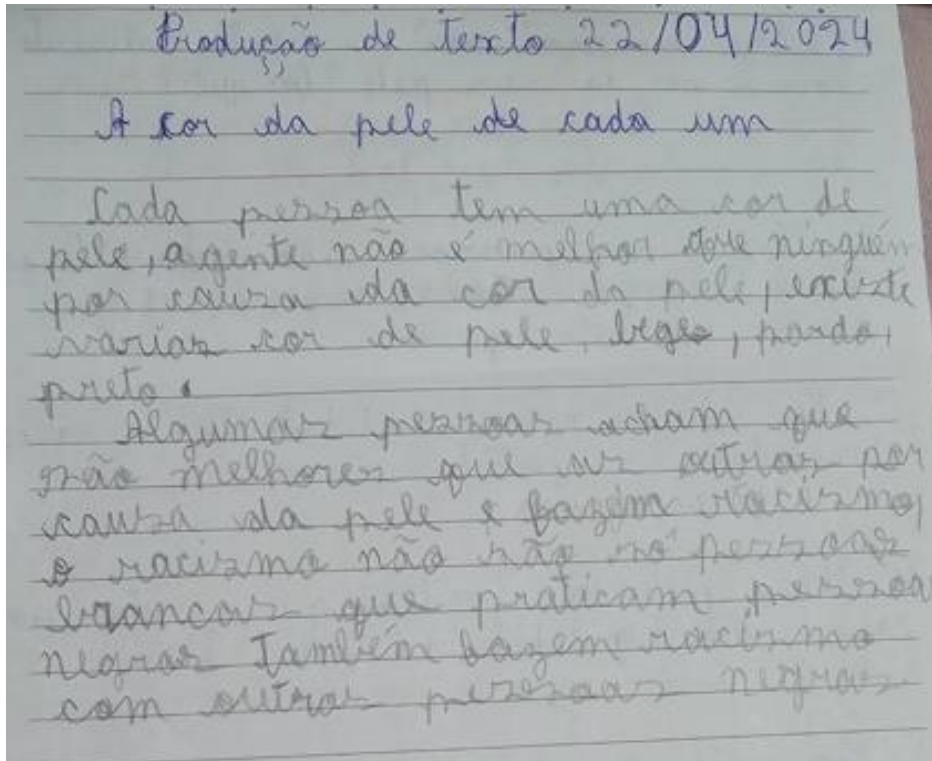 Produção de texto 22/04/2024
A cor da pele de cada um
Cada pessoa tem uma cor de
pele, agente não é melhor que ninguém
por causa da cor da pele, existe
varias cor de pele, bege, pardo,
preto.
Algumas pessoas acham que
são melhores que as outras por
causa da pele e fazem racismo,
o racismo não são só pessoas
brancas que praticam pessoa
negras também fazem racismo
com outras pessoas negras